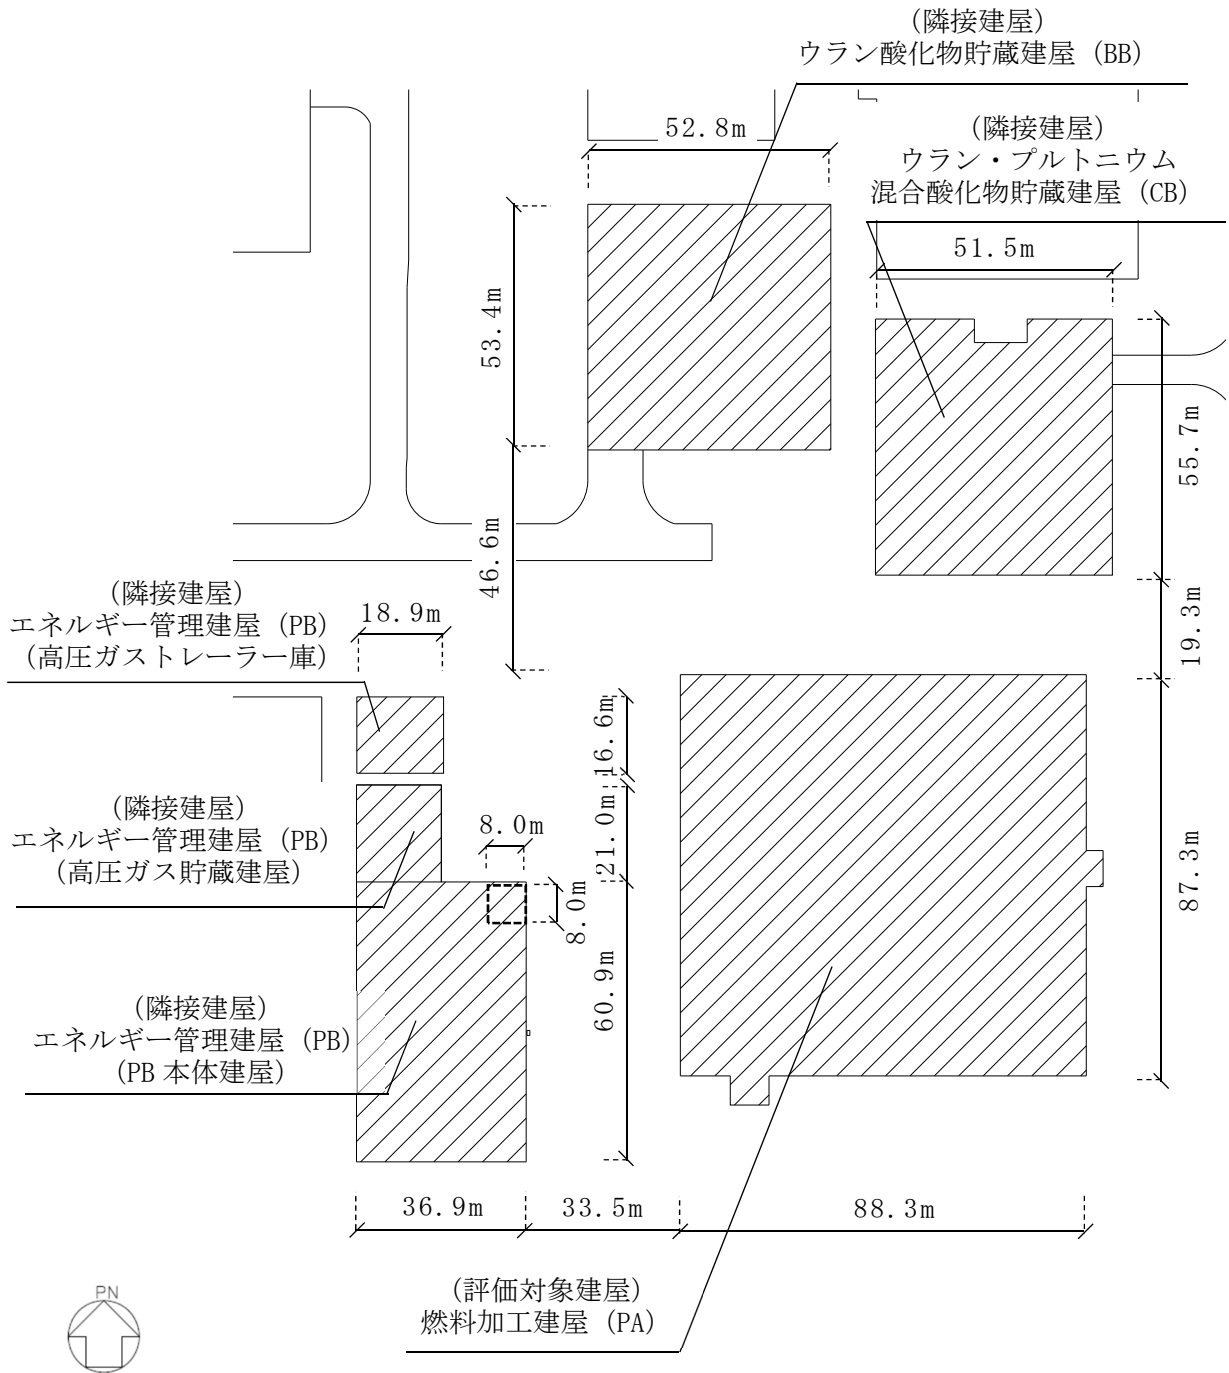 (隣接建屋)
ウラン酸化物貯蔵建屋 (BB)
52.8m
(隣接建屋)
ウラン・プルトニウム
混合酸化物貯蔵建屋 (CB)
51.5m
53.4m
55.7m
46.6m
19.3m
(隣接建屋)
エネルギー管理建屋 (PB)
(高圧ガストレーラー庫)
18.9m
16.6m
(隣接建屋)
エネルギー管理建屋 (PB)
(高圧ガス貯蔵建屋)
8.0m
21.0m
8.0m
87.3m
60.9m
(隣接建屋)
エネルギー管理建屋 (PB)
(PB 本体建屋)
36.9m
33.5m
88.3m
(評価対象建屋)
燃料加工建屋 (PA)
PN